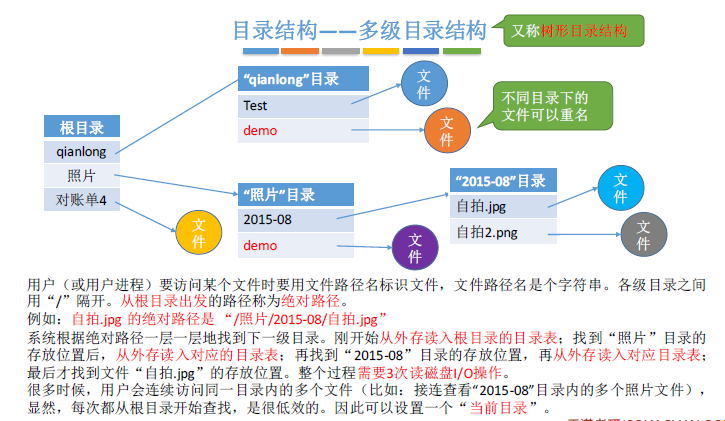 目录结构——多级目录结构
又称树形目录结构
根目录
qianlong
照片
对账单4
文件
“qianlong”目录
Test
demo
文件
文件
不同目录下的
文件可以重名
“照片”目录
2015-08
demo
文件
“2015-08”目录
自拍.jpg
自拍2.png
文件
文件
用户（或用户进程）要访问某个文件时要用文件路径名标识文件，文件路径名是个字符串。各级目录之间
用“/”隔开。从根目录出发的路径称为绝对路径。
例如：自拍.jpg 的绝对路径是 “/照片/2015-08/自拍.jpg”
系统根据绝对路径一层一层地找到下一级目录。刚开始从外存读入根目录的目录表；找到“照片”目录的
存放位置后，从外存读入对应的目录表；再找到“2015-08”目录的存放位置，再从外存读入对应目录表；
最后才找到文件“自拍.jpg”的存放位置。整个过程需要3次读磁盘I/O操作。
很多时候，用户会连续访问同一目录内的多个文件（比如：接连查看“2015-08”目录内的多个照片文件），
显然，每次都从根目录开始查找，是很低效的。因此可以设置一个“当前目录”。